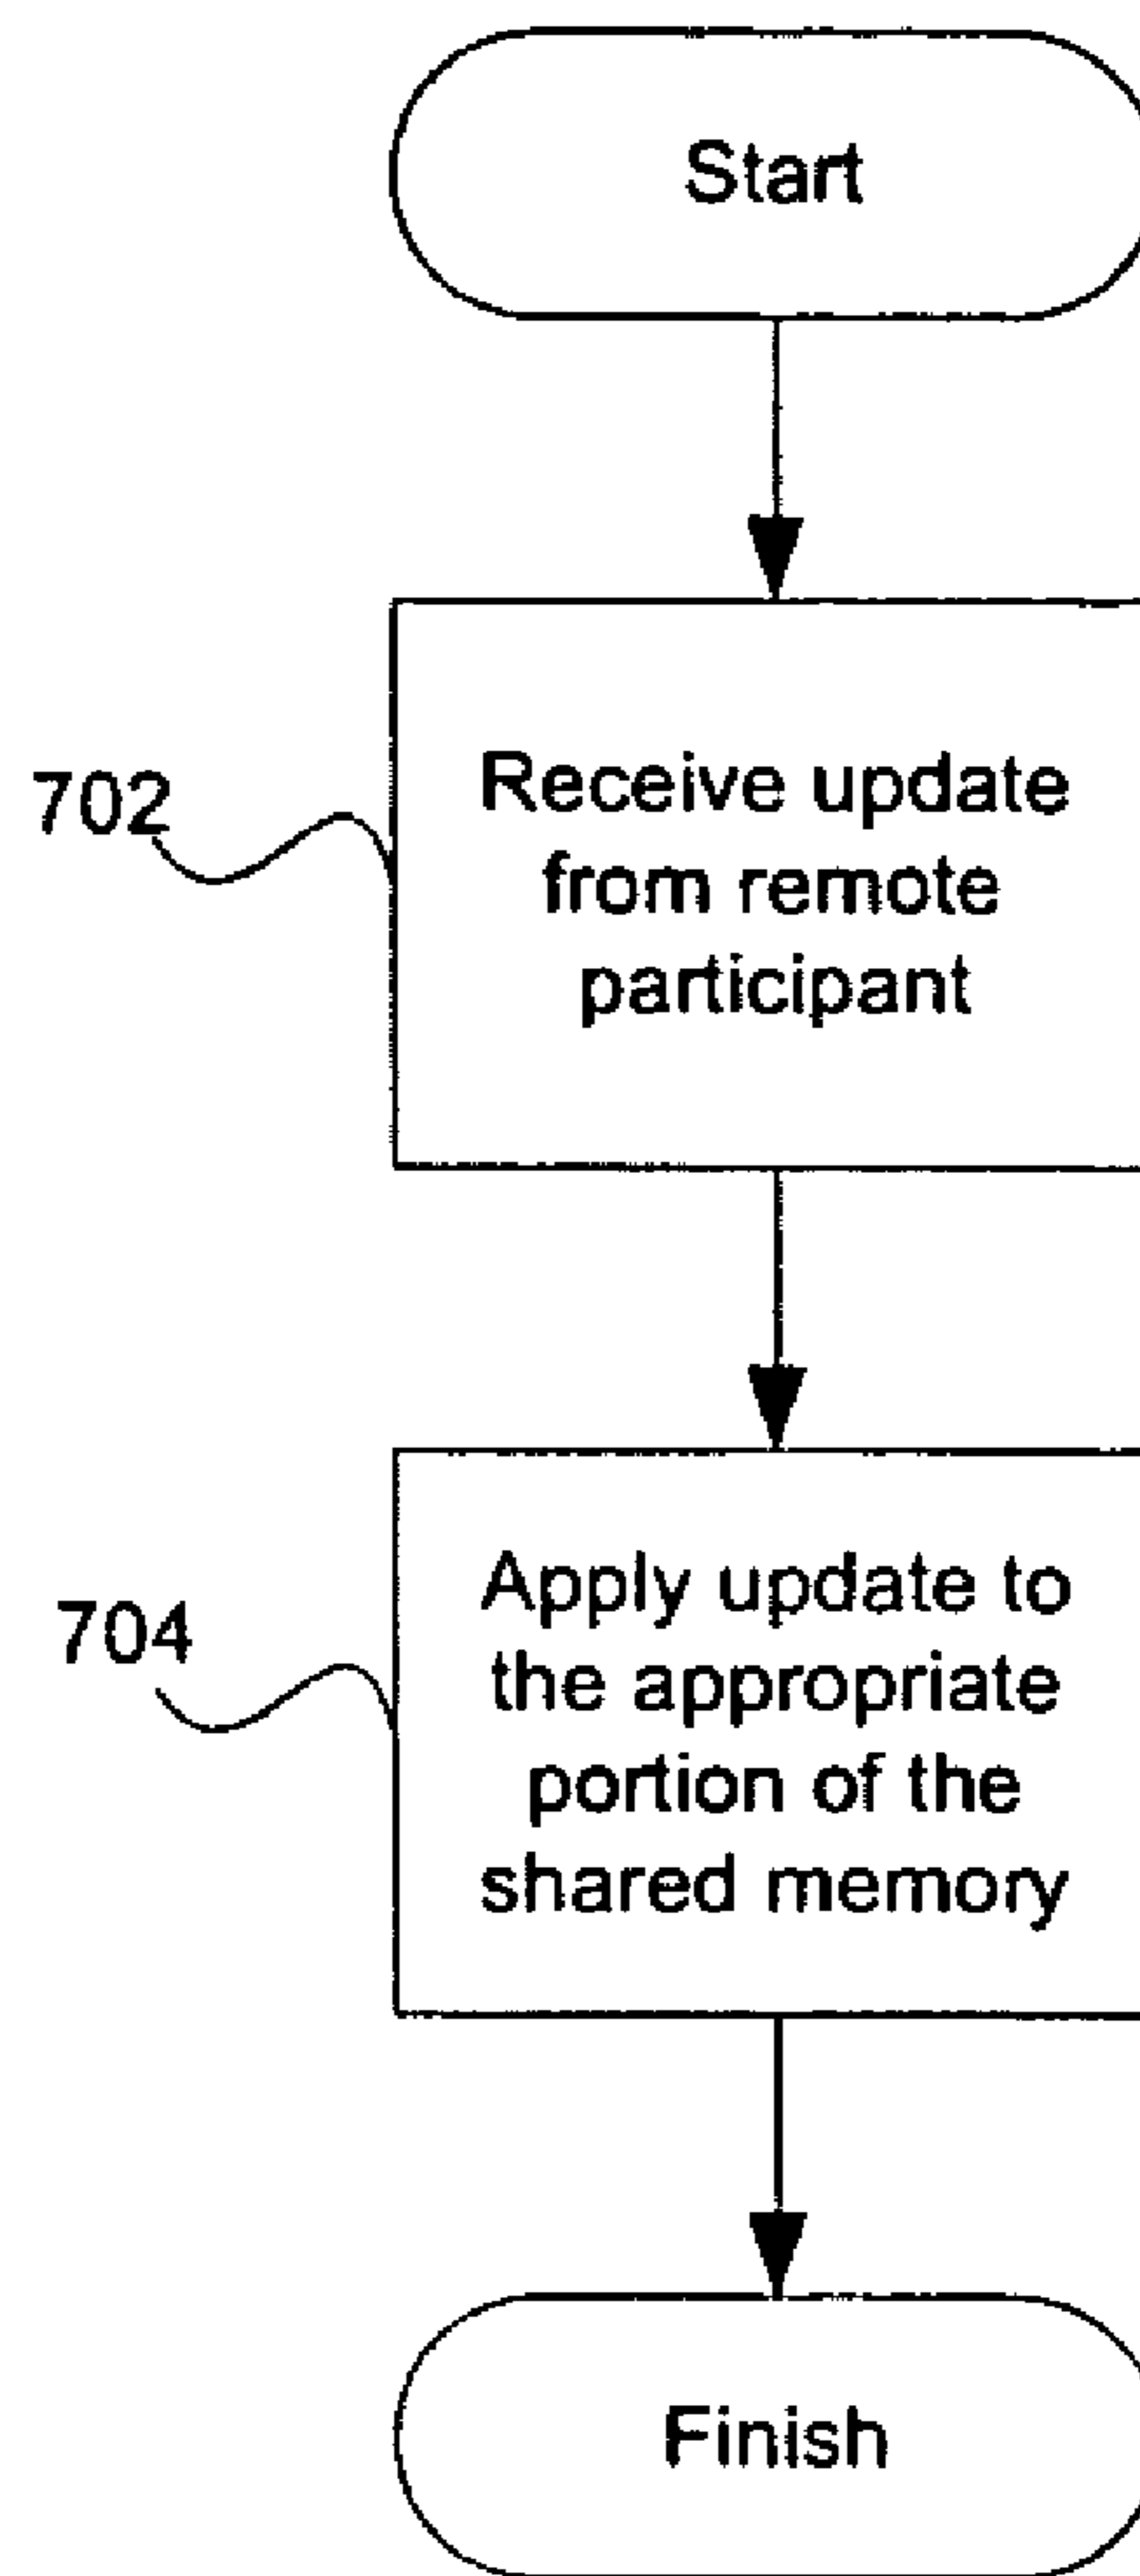 Start
702
Receive update
from remote
participant
704
Apply update to
the appropriate
portion of the
shared memory
Finish